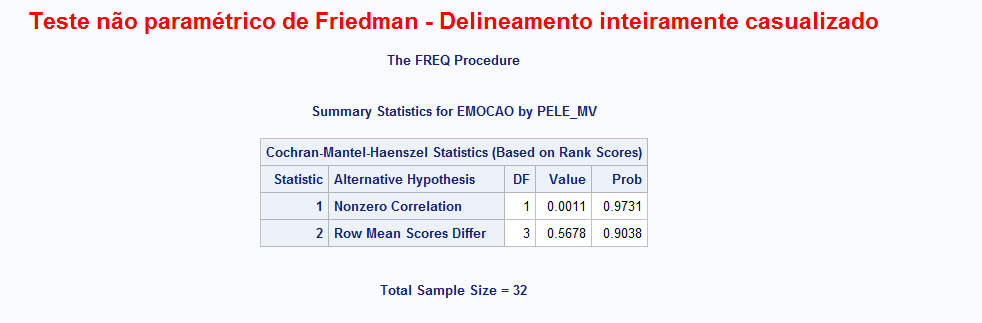 Teste não paramétrico de Friedman - Delineamento inteiramente casualizado
The FREQ Procedure
Summary Statistics for EMOCAO by PELE_MV
Cochran-Mantel-Haenszel Statistics (Based on Rank Scores)
Statistic Alternative Hypothesis DF Value Prob
1 Nonzero Correlation 1 0.0011 0.9731
2 Row Mean Scores Differ 3 0.5678 0.9038
Total Sample Size = 32